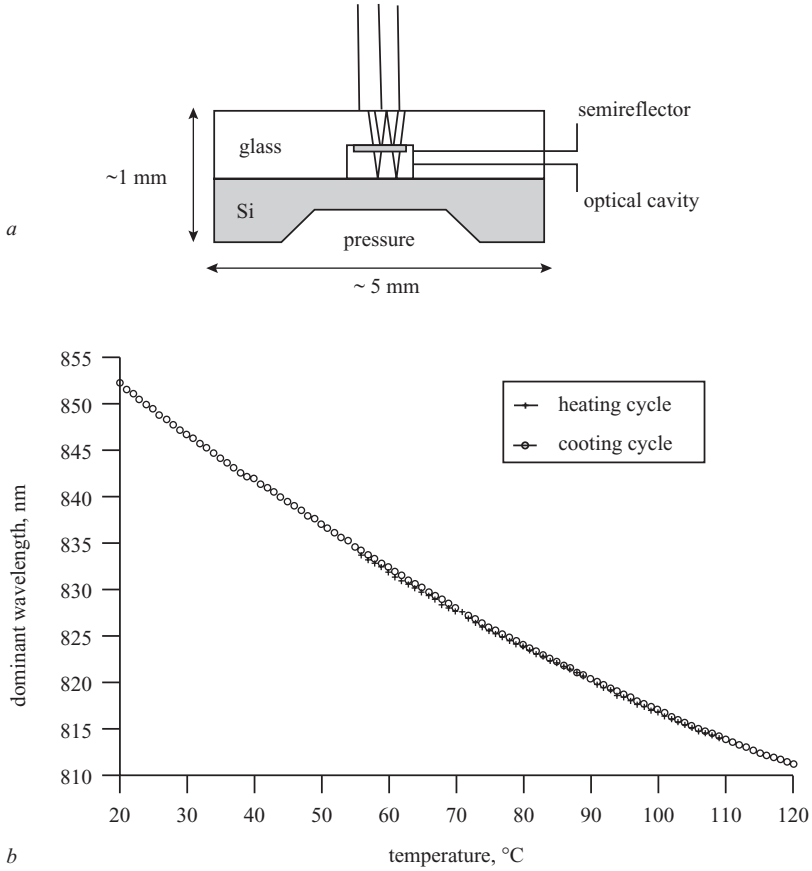 semireflector
glass
~1 mm
optical cavity
Si
a
pressure
~ 5 mm
855
850
845
840
835
830
825
820
815
810
dominant wavelength, nm
heating cycle
cooting cycle
20 30 40 50 60 70 80 90 100 110 120
b
temperature, °C